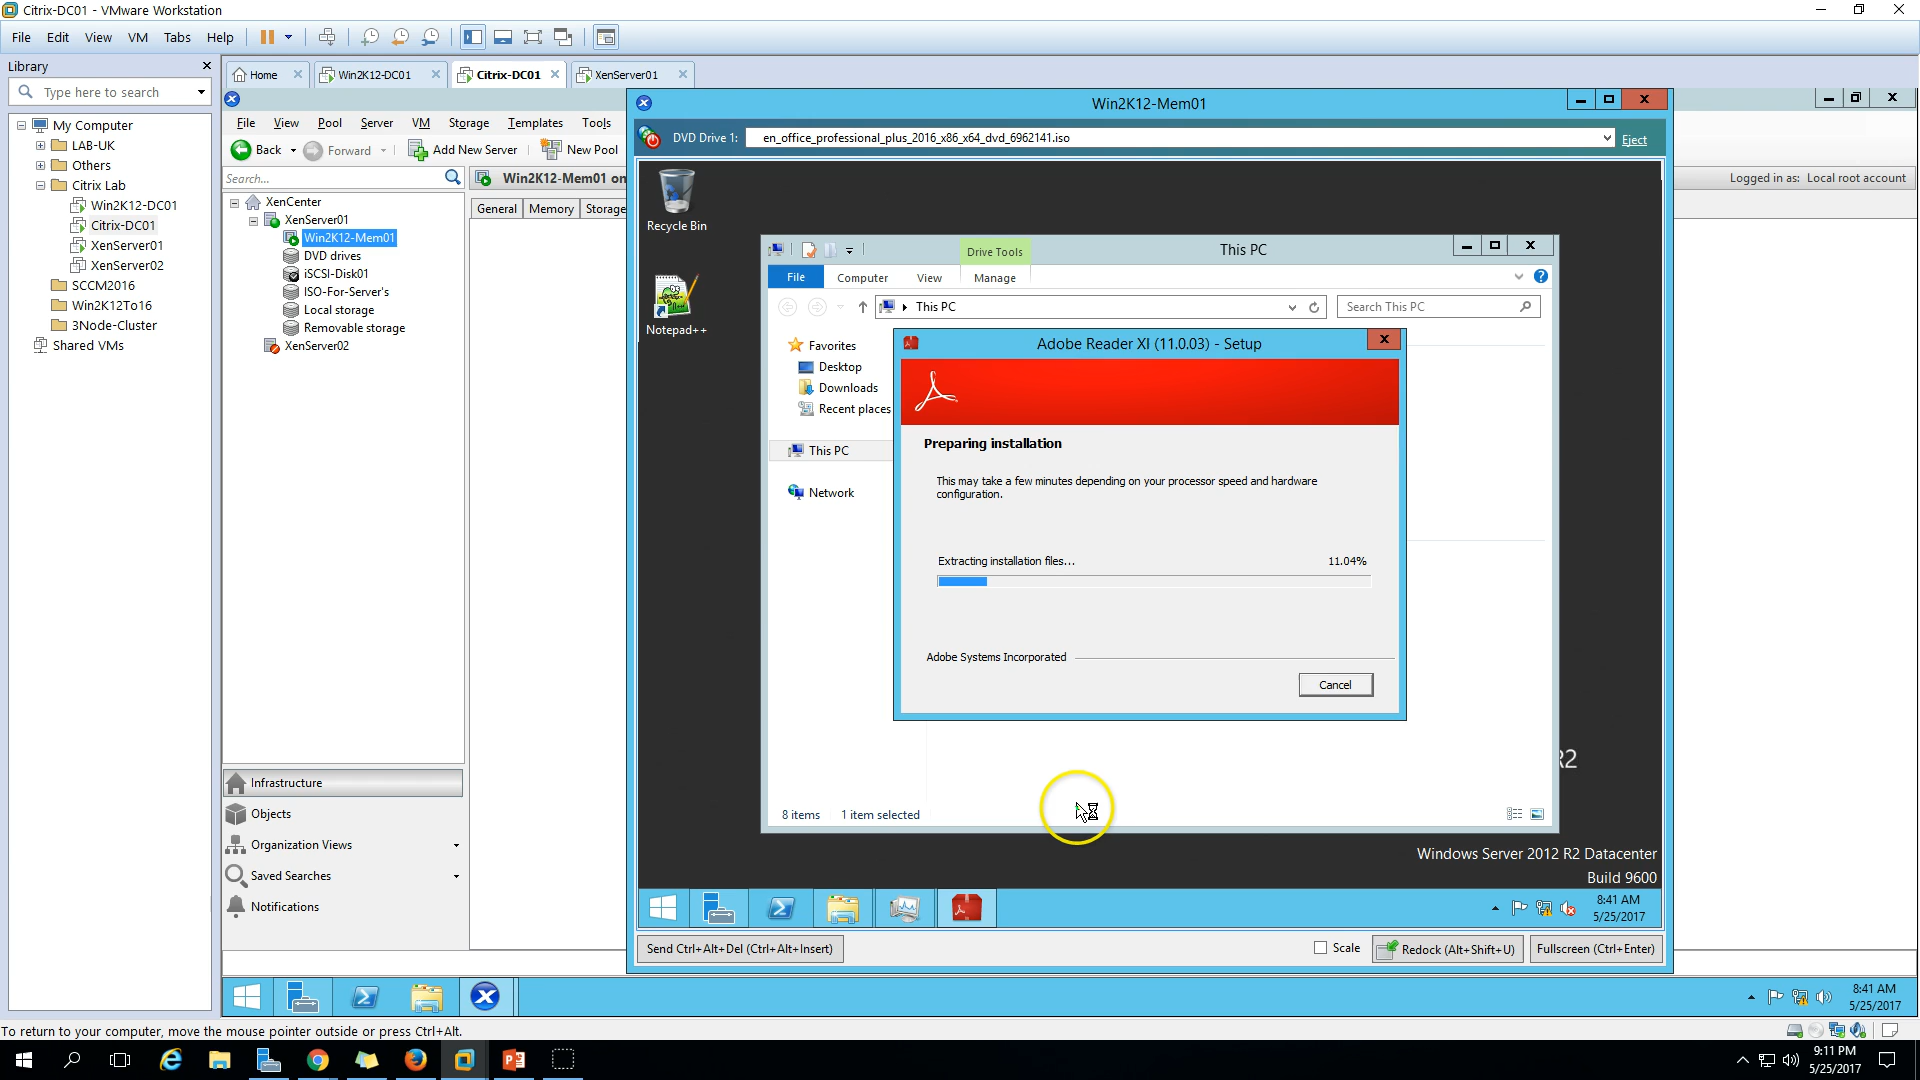 Citrix-DC01 - VMware Workstation
File Edit View VM Tabs Help
Library
Type here to search
My Computer
LAB-UK
Others
Citrix Lab
Win2K12-DC01
Citrix-DC01
XenServer01
XenServer02
SCCM2016
Win2K12To16
3Node-Cluster
Shared VMs
Home Win2K12-DC01 Citrix-DC01 XenServer01
File View Pool Server VM Storage Templates Tools
Back Forward Add New Server New Pool
Search...
Win2K12-Mem01 on
Logged in as: Local root account
General Memory Storage
XenCenter
XenServer01
Win2K12-Mem01
DVD drives
iSCSI-Disk01
ISO-For-Server's
Local storage
Removable storage
XenServer02
Infrastructure
Objects
Organization Views
Saved Searches
Notifications
Win2K12-Mem01
DVD Drive 1: en_office_professional_plus_2016_x86_x64_dvd_6962141.iso Eject
Recycle Bin
Notepad++
Drive Tools This PC
File Computer View Manage
This PC Search This PC
Favorites
Desktop
Downloads
Recent places
This PC
Network
Adobe Reader XI (11.0.03) - Setup
Preparing installation
This may take a few minutes depending on your processor speed and hardware
configuration.
Extracting installation files... 11.04%
Adobe Systems Incorporated
Cancel
8 items 1 item selected
R2
Windows Server 2012 R2 Datacenter
Build 9600
8:41 AM
5/25/2017
Send Ctrl+Alt+Del (Ctrl+Alt+Insert) Scale Redock (Alt+Shift+U) Fullscreen (Ctrl+Enter)
8:41 AM
5/25/2017
To return to your computer, move the mouse pointer outside or press Ctrl+Alt.
9:11 PM
5/25/2017